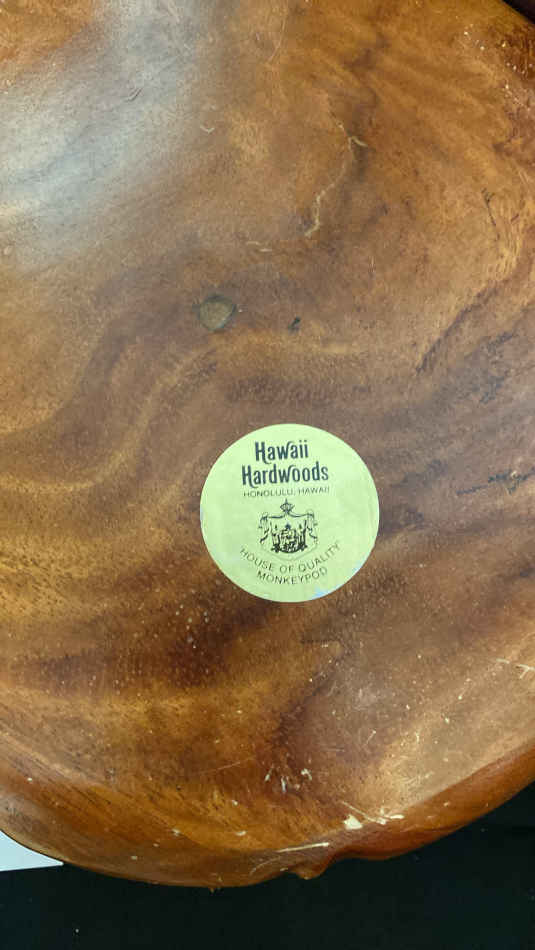 Hawaii
Hardwoods
HONOLULU, HAWAII
"HOUSE OF QUALITY"
MONKEYPOD